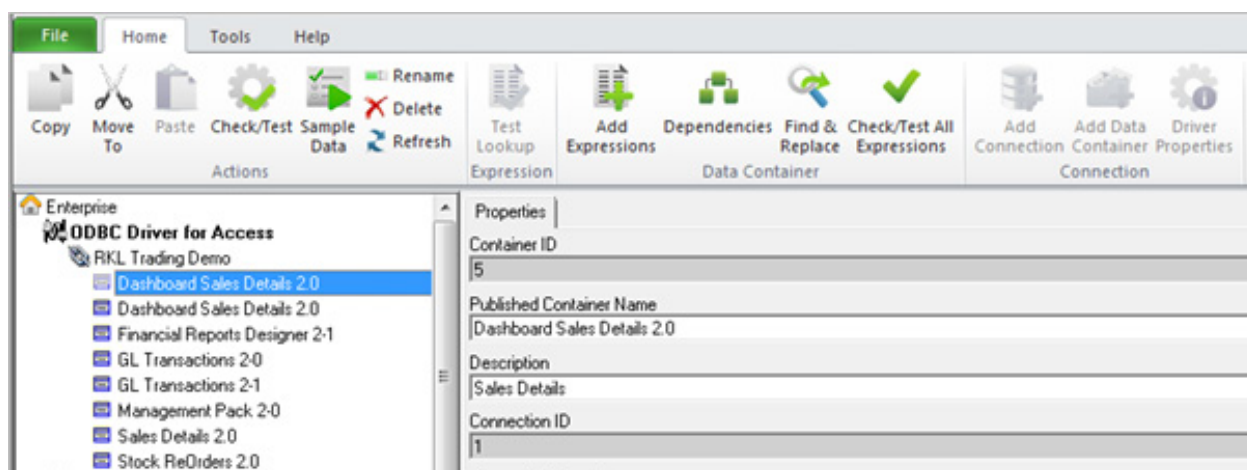 File Home Tools Help
Copy Move To Paste Check/Test Sample Data Rename Delete Refresh
Test Lookup
Add Expressions Dependencies Find & Replace Check/Test All Expressions
Add Connection Add Data Container Driver Properties
Actions Expression Data Container Connection
Enterprise
ODBC Driver for Access
RKL Trading Demo
Dashboard Sales Details 2.0
Dashboard Sales Details 2.0
Financial Reports Designer 2-1
GL Transactions 2-0
GL Transactions 2-1
Management Pack 2-0
Sales Details 2.0
Stock ReOrders 2.0
Properties
Container ID
5
Published Container Name
Dashboard Sales Details 2.0
Description
Sales Details
Connection ID
1